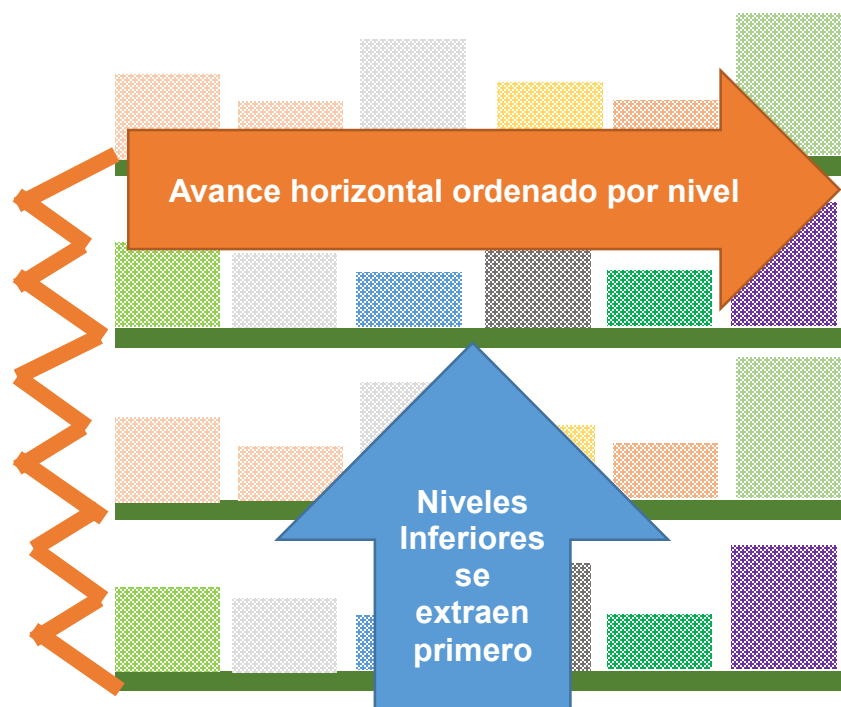 Avance horizontal ordenado por nivel
Niveles
Inferiores
se
extraen
primero